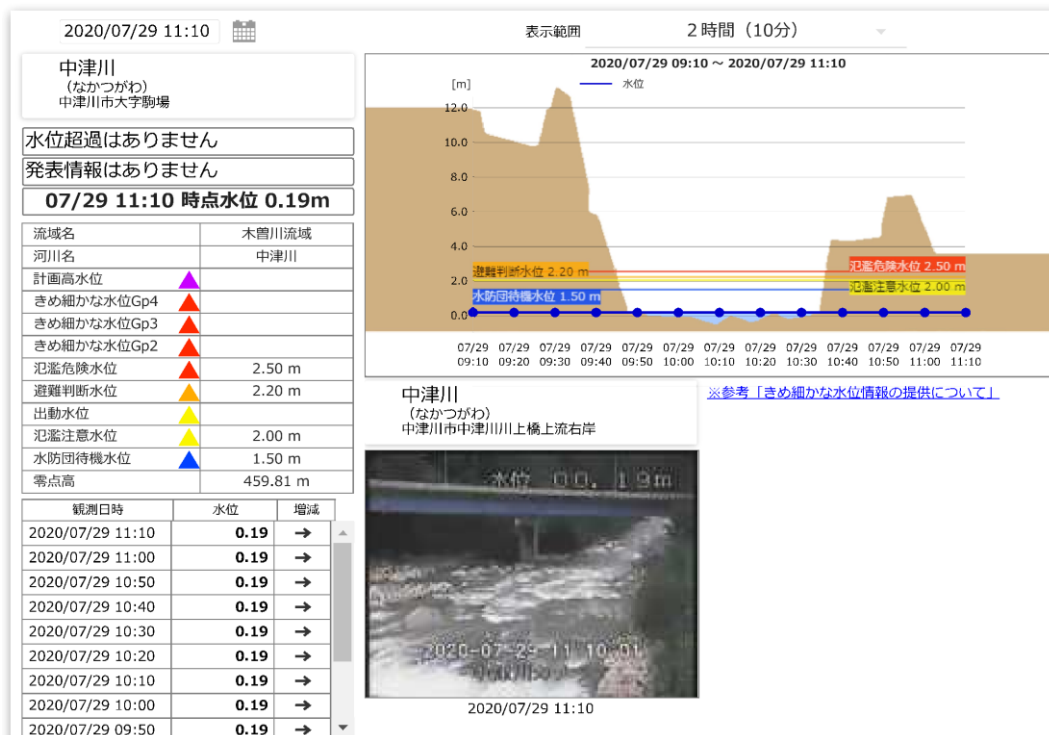 2020/07/29 11:10
表示範囲
2時間（10分）
中津川
（なかつがわ）
中津川市大字駒場
水位超過はありません
発表情報はありません
07/29 11:10 時点水位 0.19m
流域名 木曽川流域
河川名 中津川
計画高水位
きめ細かな水位Gp4
きめ細かな水位Gp3
きめ細かな水位Gp2
氾濫危険水位 2.50 m
避難判断水位 2.20 m
出動水位
氾濫注意水位 2.00 m
水防団待機水位 1.50 m
零点高 459.81 m
観測日時 水位 増減
2020/07/29 11:10 0.19 →
2020/07/29 11:00 0.19 →
2020/07/29 10:50 0.19 →
2020/07/29 10:40 0.19 →
2020/07/29 10:30 0.19 →
2020/07/29 10:20 0.19 →
2020/07/29 10:10 0.19 →
2020/07/29 10:00 0.19 →
2020/07/29 09:50 0.19 →
2020/07/29 09:10 ～ 2020/07/29 11:10
[m]
水位
12.0
10.0
8.0
6.0
4.0
2.0
0.0
避難判断水位 2.20 m
氾濫危険水位 2.50 m
水防団待機水位 1.50 m
氾濫注意水位 2.00 m
07/29 07/29 07/29 07/29 07/29 07/29 07/29 07/29 07/29 07/29 07/29 07/29 07/29
09:10 09:20 09:30 09:40 09:50 10:00 10:10 10:20 10:30 10:40 10:50 11:00 11:10
中津川
（なかつがわ）
中津川市中津川川上橋上流右岸
※参考「きめ細かな水位情報の提供について」
水位 00.19m
2020-07-29 11:10:01
2020/07/29 11:10